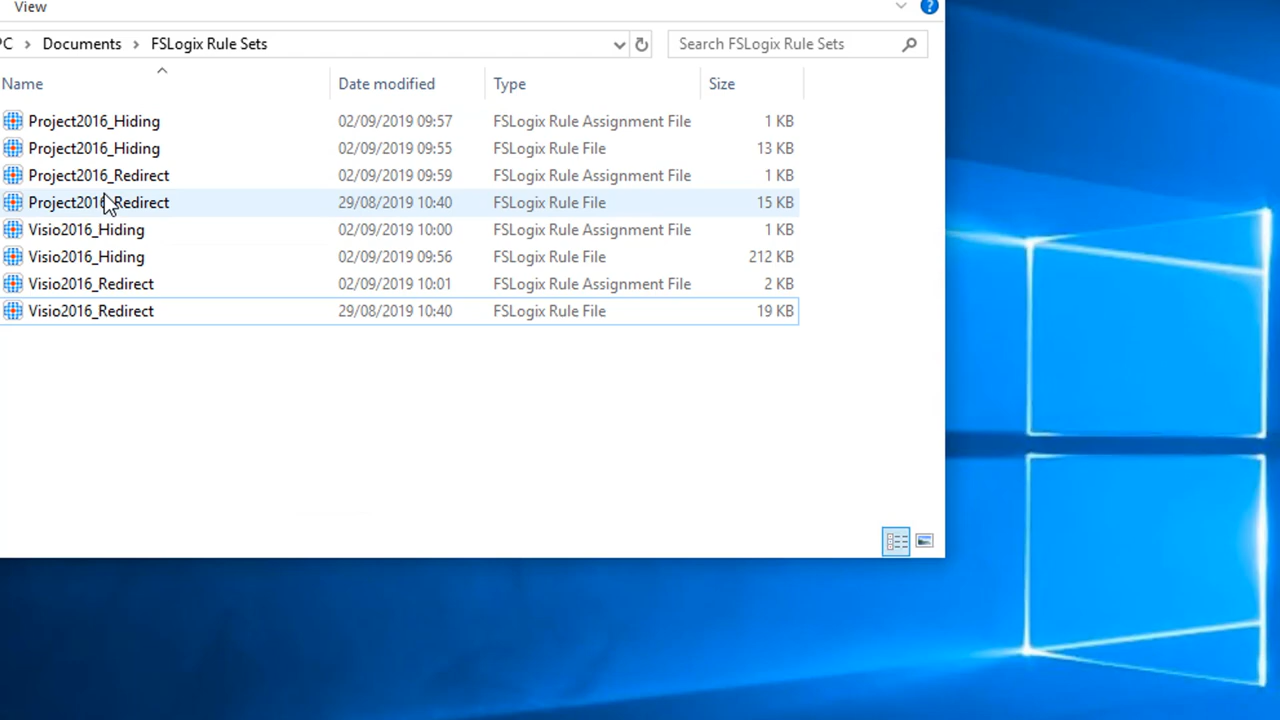 View
?
PC > Documents > FSLogix Rule Sets Search FSLogix Rule Sets
Name Date modified Type Size
Project2016_Hiding 02/09/2019 09:57 FSLogix Rule Assignment File 1 KB
Project2016_Hiding 02/09/2019 09:55 FSLogix Rule File 13 KB
Project2016_Redirect 02/09/2019 09:59 FSLogix Rule Assignment File 1 KB
Project2016_Redirect 29/08/2019 10:40 FSLogix Rule File 15 KB
Visio2016_Hiding 02/09/2019 10:00 FSLogix Rule Assignment File 1 KB
Visio2016_Hiding 02/09/2019 09:56 FSLogix Rule File 212 KB
Visio2016_Redirect 02/09/2019 10:01 FSLogix Rule Assignment File 2 KB
Visio2016_Redirect 29/08/2019 10:40 FSLogix Rule File 19 KB